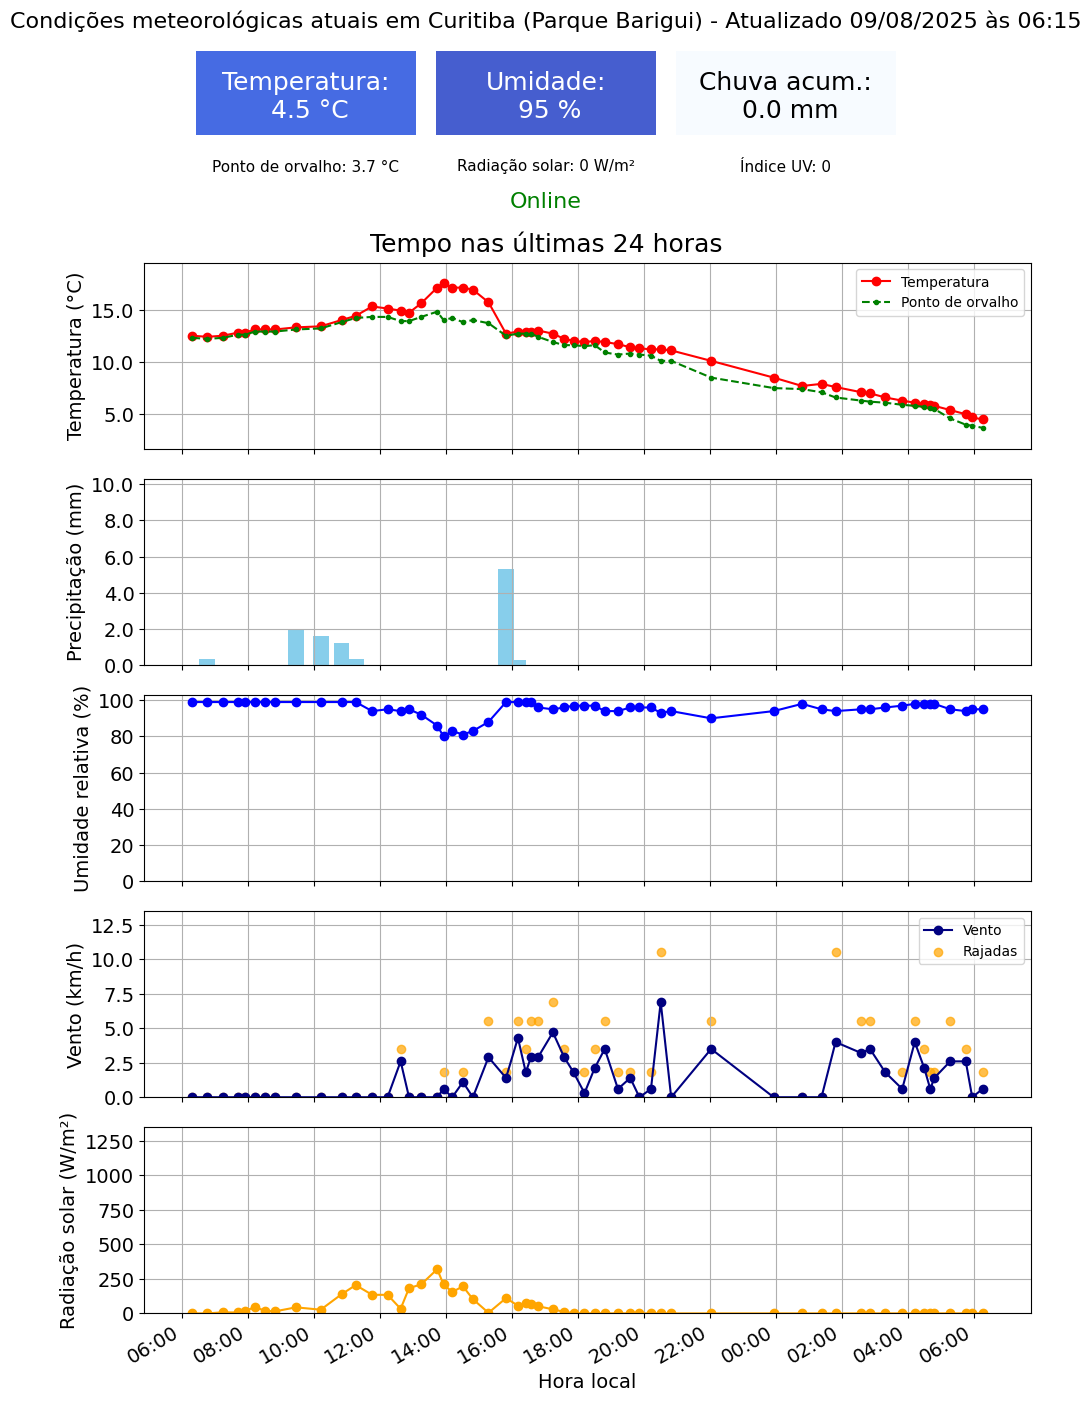 Condições meteorológicas atuais em Curitiba (Parque Barigui) - Atualizado 09/08/2025 às 06:15
Temperatura:
4.5 °C
Umidade:
95 %
Chuva acum.:
0.0 mm
Ponto de orvalho: 3.7 °C
Radiação solar: 0 W/m²
Índice UV: 0
Online
Tempo nas últimas 24 horas
Temperatura (°C)
15.0
10.0
5.0
Temperatura
Ponto de orvalho
Precipitação (mm)
10.0
8.0
6.0
4.0
2.0
0.0
Umidade relativa (%)
100
80
60
40
20
0
Vento (km/h)
12.5
10.0
7.5
5.0
2.5
0.0
Vento
Rajadas
Radiação solar (W/m²)
1250
1000
750
500
250
0
06:00
08:00
10:00
12:00
14:00
16:00
18:00
20:00
22:00
00:00
02:00
04:00
06:00
Hora local